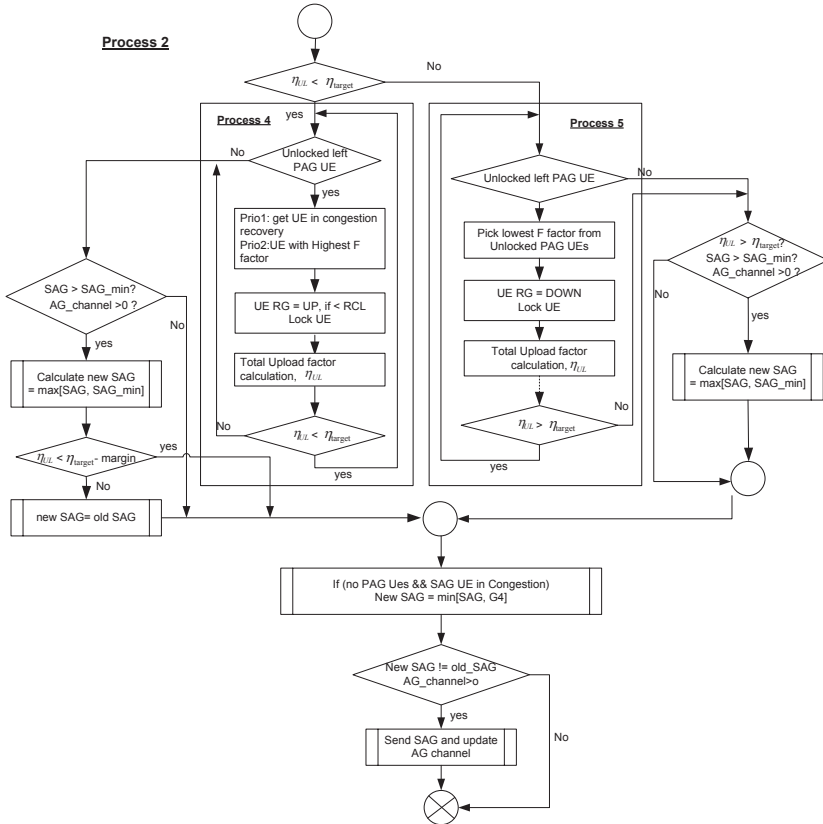 Process 2
η_UL < η_target
No
yes
Process 4
Unlocked left
PAG UE
No
yes
Prio1: get UE in congestion
recovery
Prio2:UE with Highest F
factor
UE RG = UP, if < RCL
Lock UE
Total Upload factor
calculation, η_UL
η_UL < η_target
No
yes
Process 5
Unlocked left PAG UE
No
Pick lowest F factor from
Unlocked PAG UEs
UE RG = DOWN
Lock UE
Total Upload factor
calculation, η_UL
η_UL > η_target
No
yes
SAG > SAG_min?
AG_channel >0 ?
No
yes
Calculate new SAG
= max[SAG, SAG_min]
η_UL < η_target - margin
yes
No
new SAG= old SAG
η_UL > η_target?
SAG > SAG_min?
AG_channel >0 ?
No
yes
Calculate new SAG
= max[SAG, SAG_min]
If (no PAG Ues && SAG UE in Congestion)
New SAG = min[SAG, G4]
New SAG != old_SAG
AG_channel>o
yes
No
Send SAG and update
AG channel